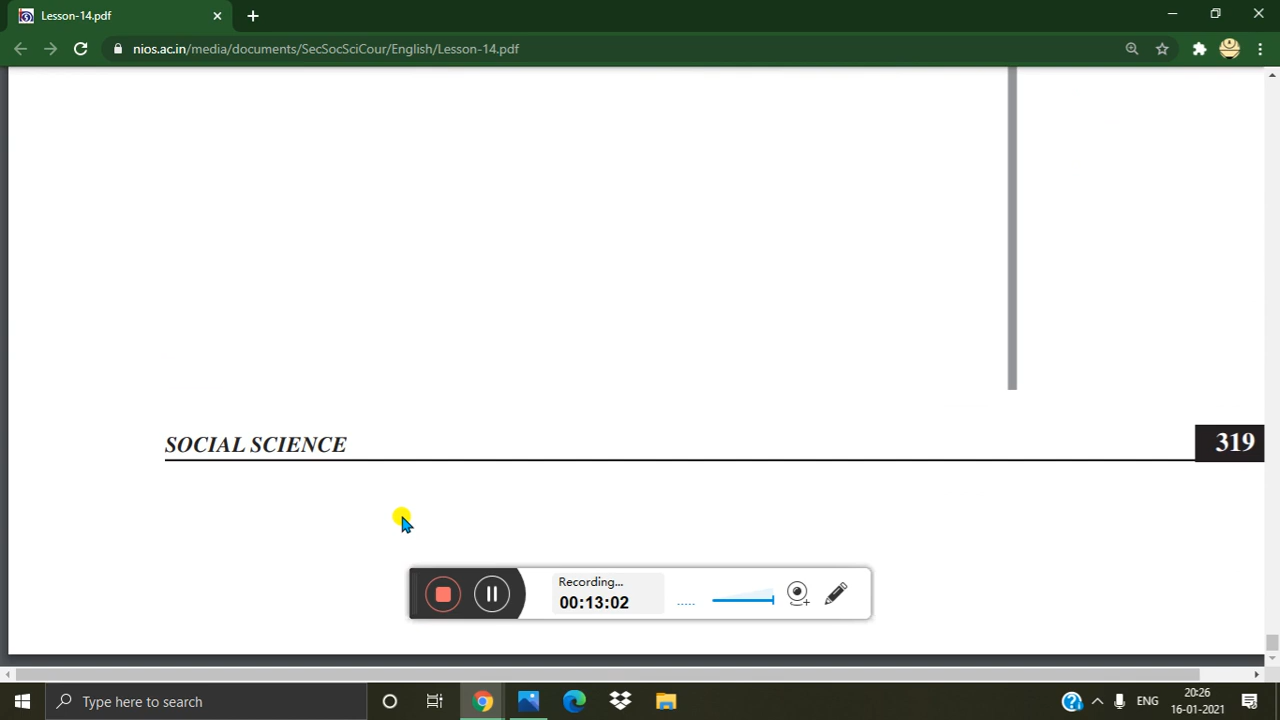 Lesson-14.pdf
nios.ac.in/media/documents/SecSocSciCour/English/Lesson-14.pdf
SOCIAL SCIENCE
319
Recording...
00:13:02
Type here to search
ENG
20:26
16-01-2021